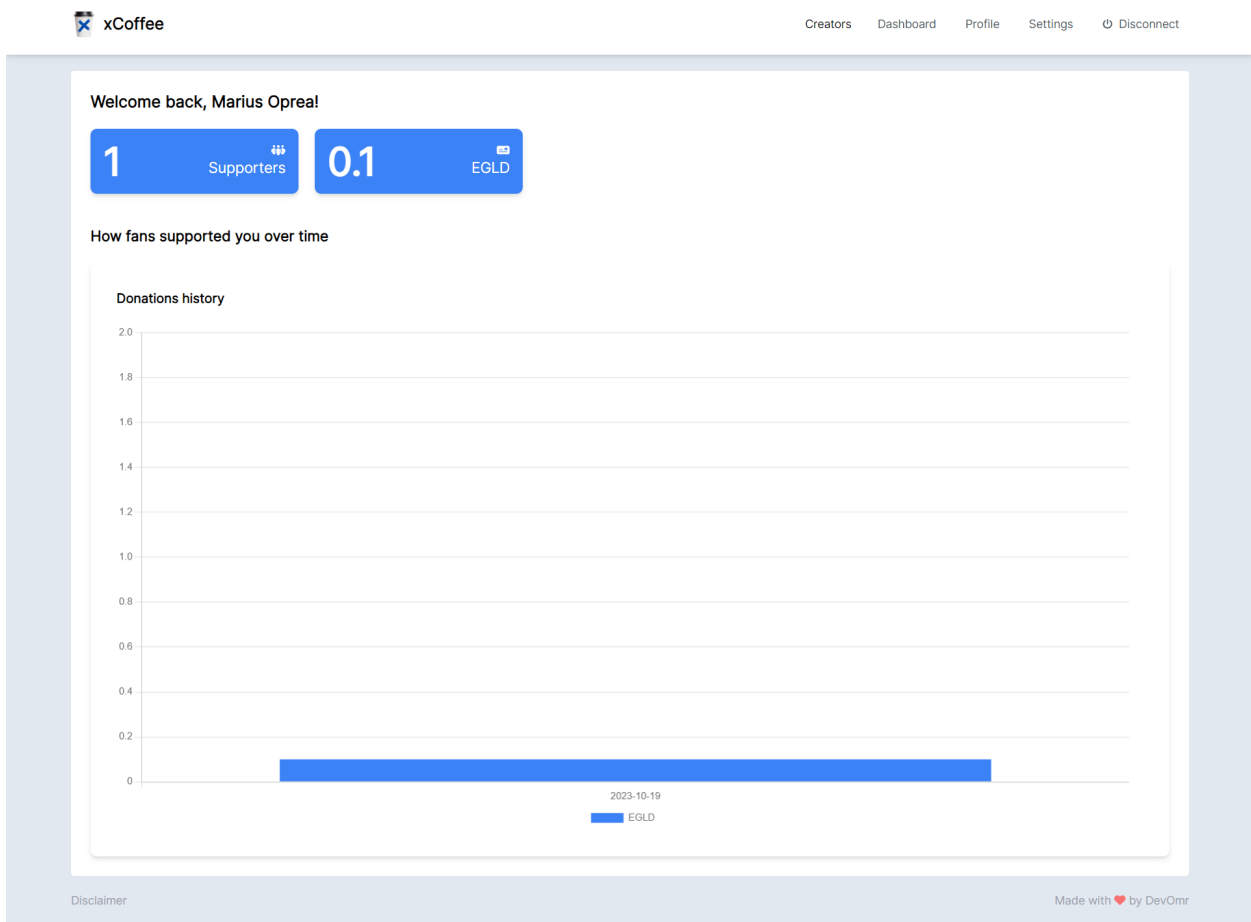 xCoffee Creators Dashboard Profile Settings Disconnect
Welcome back, Marius Oprea!
1 Supporters
0.1 EGLD
How fans supported you over time
Donations history
2.0
1.8
1.6
1.4
1.2
1.0
0.8
0.6
0.4
0.2
0
2023-10-19
EGLD
Disclaimer
Made with ❤ by DevOmr